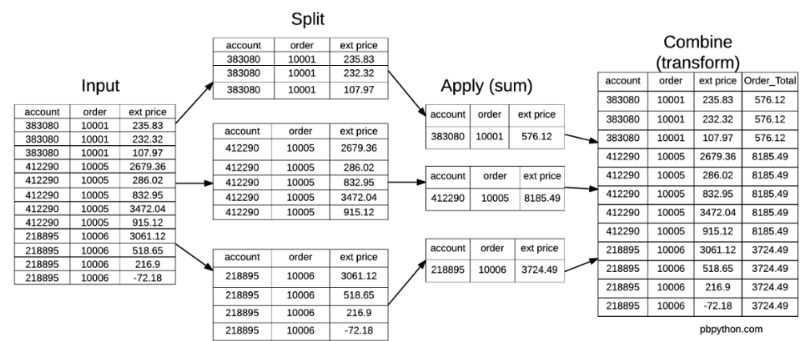 Input
account order ext price
383080 10001 235.83
383080 10001 232.32
383080 10001 107.97
412290 10005 2679.36
412290 10005 286.02
412290 10005 832.95
412290 10005 3472.04
412290 10005 915.12
218895 10006 3061.12
218895 10006 518.65
218895 10006 216.9
218895 10006 -72.18
Split
account order ext price
383080 10001 235.83
383080 10001 232.32
383080 10001 107.97
account order ext price
412290 10005 2679.36
412290 10005 286.02
412290 10005 832.95
412290 10005 3472.04
412290 10005 915.12
account order ext price
218895 10006 3061.12
218895 10006 518.65
218895 10006 216.9
218895 10006 -72.18
Apply (sum)
account order ext price
383080 10001 576.12
account order ext price
412290 10005 8185.49
account order ext price
218895 10006 3724.49
Combine
(transform)
account order ext price Order_Total
383080 10001 235.83 576.12
383080 10001 232.32 576.12
383080 10001 107.97 576.12
412290 10005 2679.36 8185.49
412290 10005 286.02 8185.49
412290 10005 832.95 8185.49
412290 10005 3472.04 8185.49
412290 10005 915.12 8185.49
218895 10006 3061.12 3724.49
218895 10006 518.65 3724.49
218895 10006 216.9 3724.49
218895 10006 -72.18 3724.49
pbpython.com